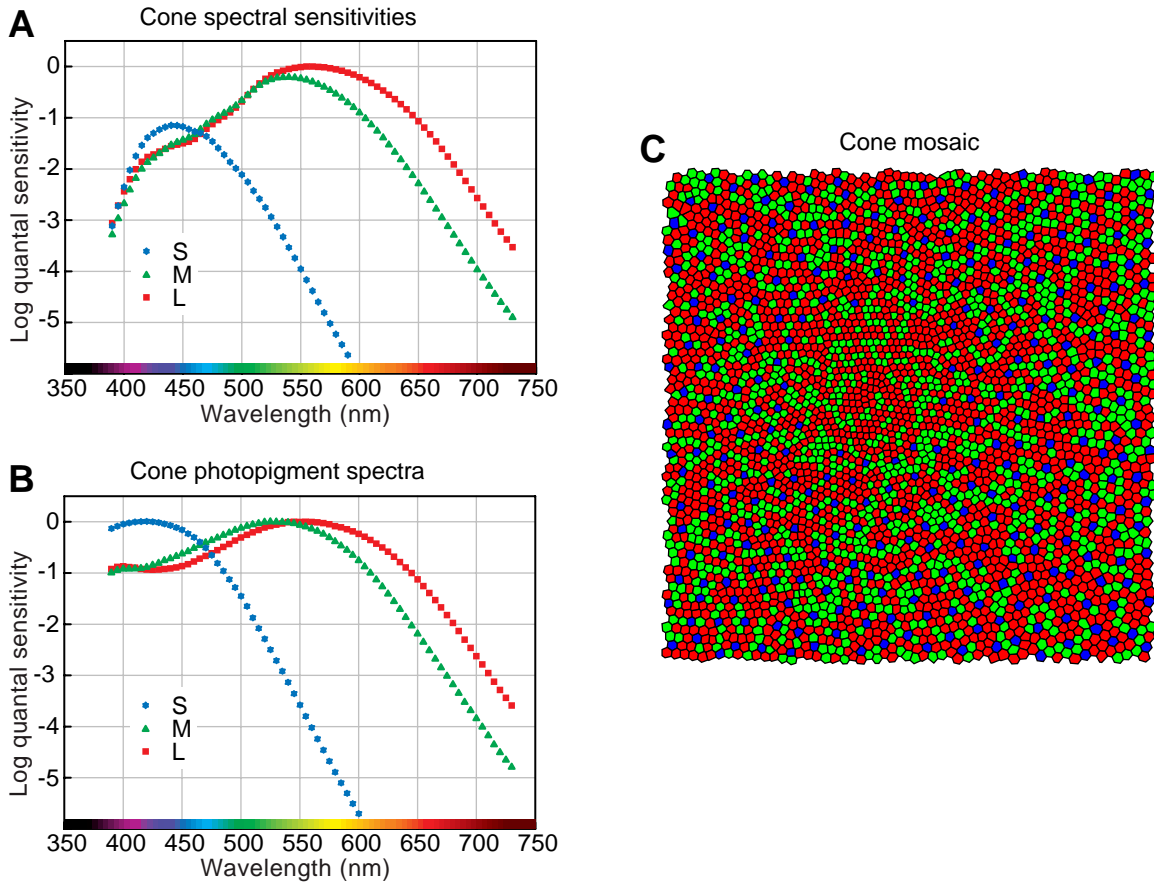 A
Cone spectral sensitivities
Log quantal sensitivity
0
-1
-2
-3
-4
-5
S
M
L
350 400 450 500 550 600 650 700 750
Wavelength (nm)
B
Cone photopigment spectra
Log quantal sensitivity
0
-1
-2
-3
-4
-5
S
M
L
350 400 450 500 550 600 650 700 750
Wavelength (nm)
C
Cone mosaic